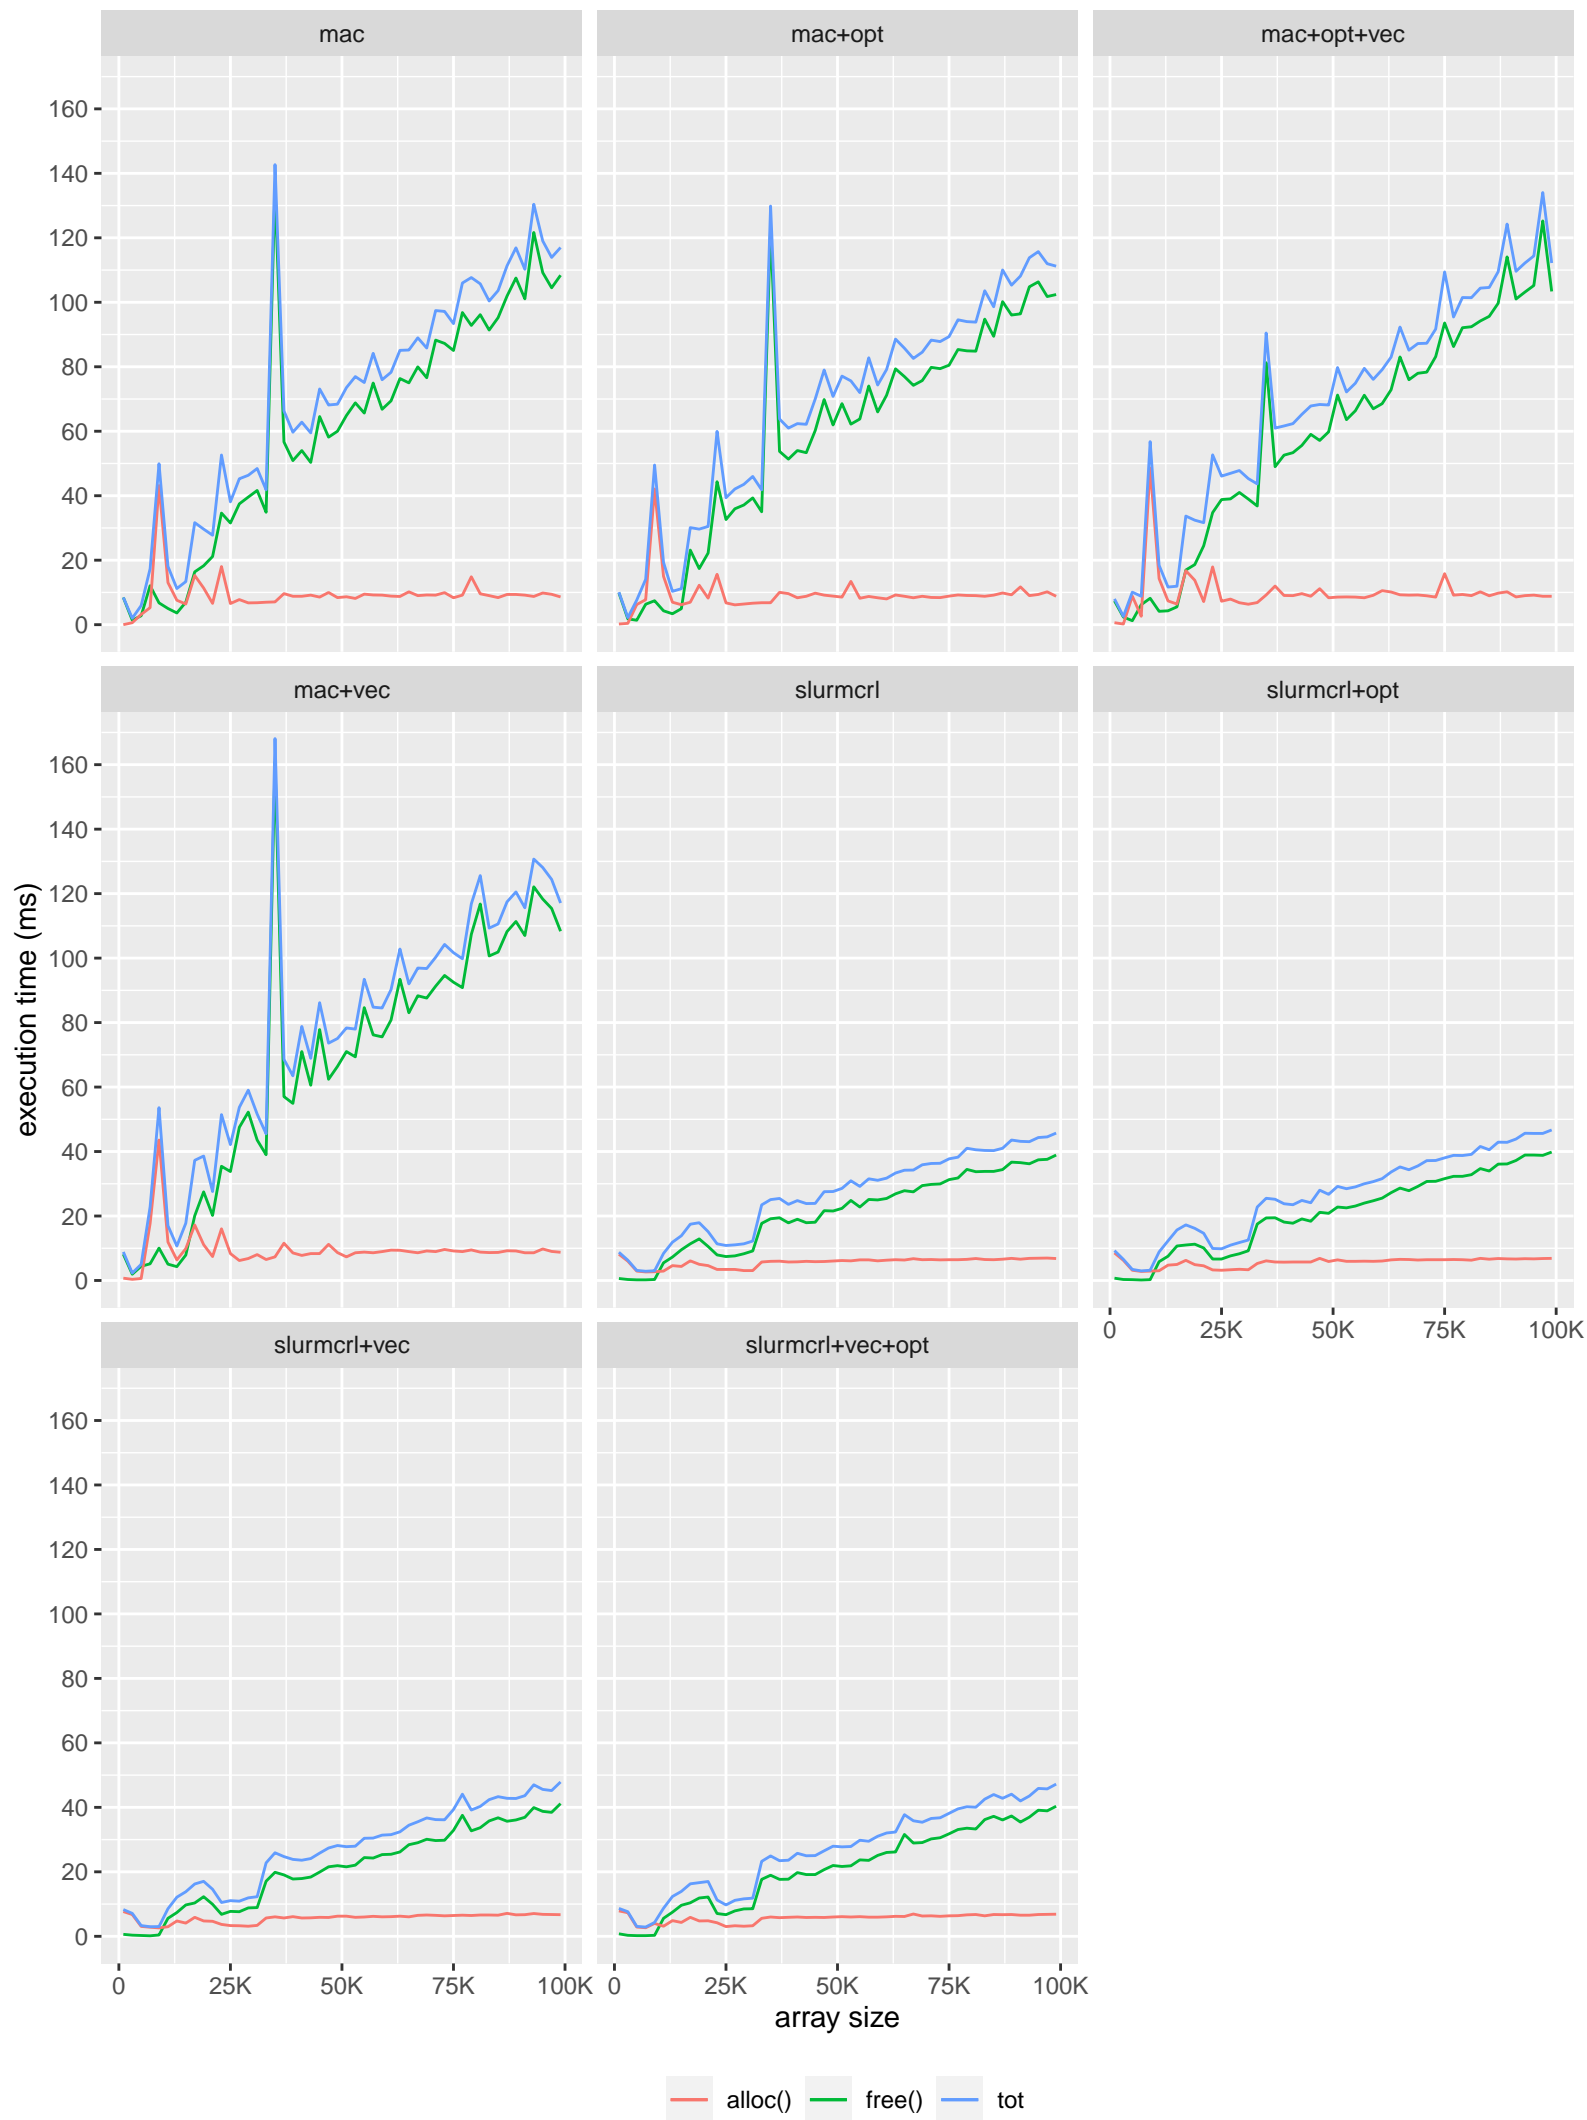 mac
mac+opt
mac+opt+vec
160
140
120
100
80
60
40
20
0
mac+vec
slurmcrl
slurmcrl+opt
160
140
120
100
80
60
40
20
0
0 25K 50K 75K 100K
slurmcrl+vec
slurmcrl+vec+opt
160
140
120
100
80
60
40
20
0
0 25K 50K 75K 100K
0 25K 50K 75K 100K
execution time (ms)
array size
alloc() free() tot